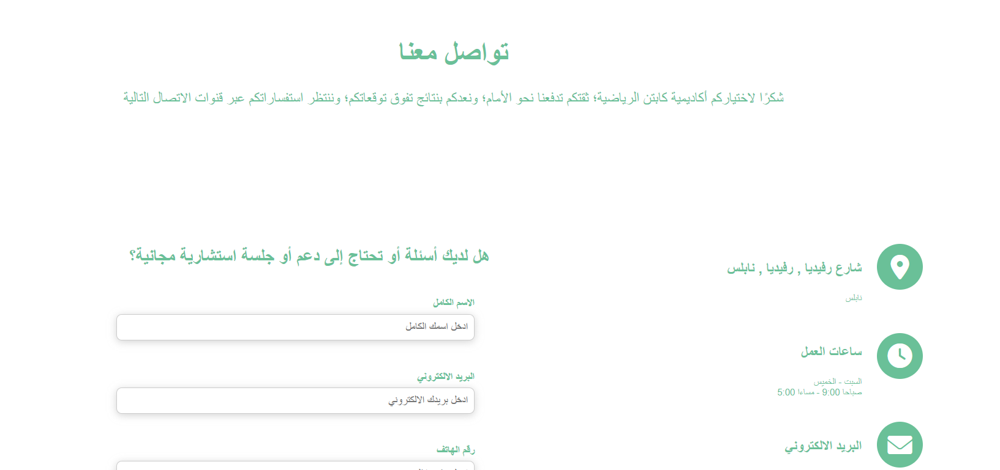 تواصل معنا
شكرًا لاختياركم أكاديمية كابتن الرياضية؛ ثقتكم تدفعنا نحو الأمام؛ ونعدكم بنتائج تفوق توقعاتكم؛ وننتظر استفساراتكم عبر قنوات الاتصال التالية
شارع رفيديا , رفيديا , نابلس
نابلس
ساعات العمل
السبت - الخميس
صباحا 9:00 - مساءا 5:00
البريد الالكتروني
هل لديك أسئلة أو تحتاج إلى دعم أو جلسة استشارية مجانية؟
الاسم الكامل
ادخل اسمك الكامل
البريد الالكتروني
ادخل بريدك الالكتروني
رقم الهاتف